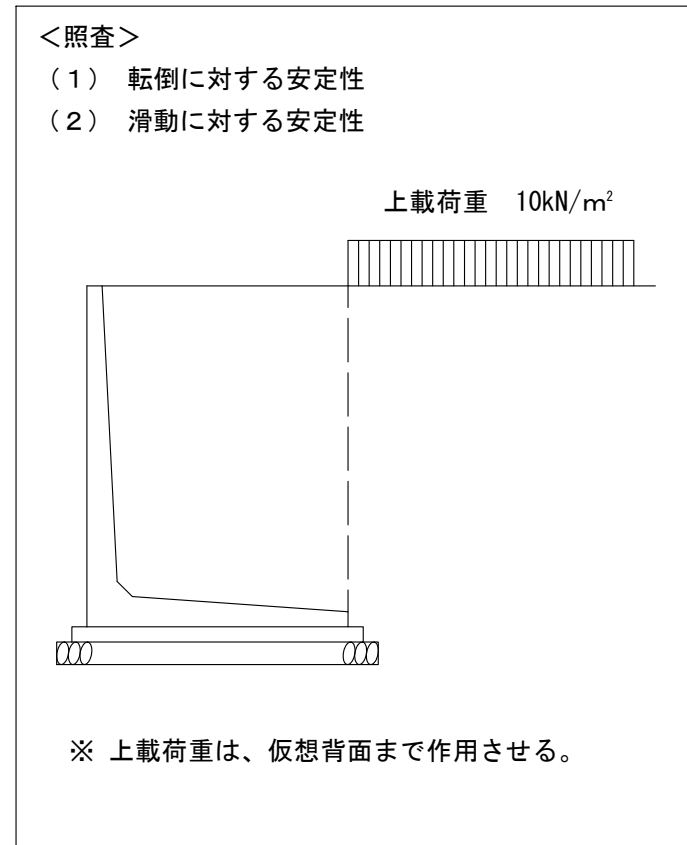 ＜照査＞
（１） 転倒に対する安定性
（２） 滑動に対する安定性
上載荷重 10kN/m²
※ 上載荷重は、仮想背面まで作用させる。